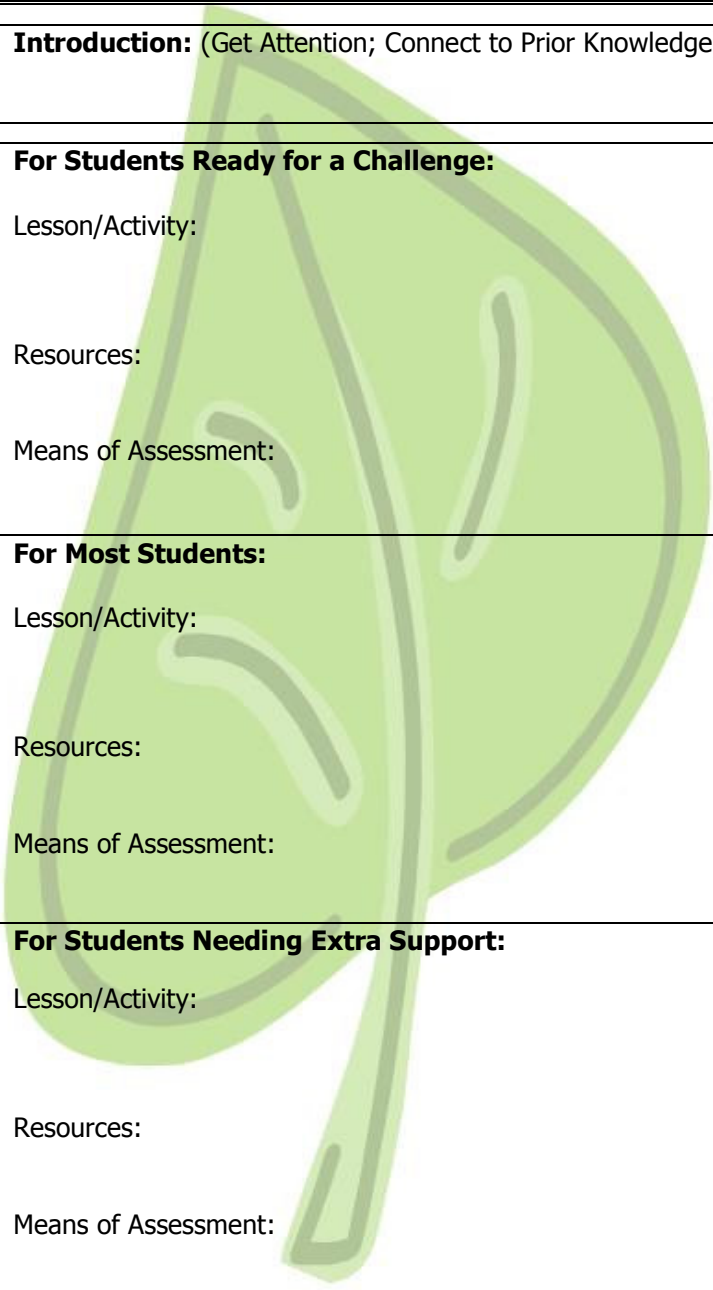 Introduction: (Get Attention; Connect to Prior Knowledge
For Students Ready for a Challenge:
Lesson/Activity:
Resources:
Means of Assessment:
For Most Students:
Lesson/Activity:
Resources:
Means of Assessment:
For Students Needing Extra Support:
Lesson/Activity:
Resources:
Means of Assessment: